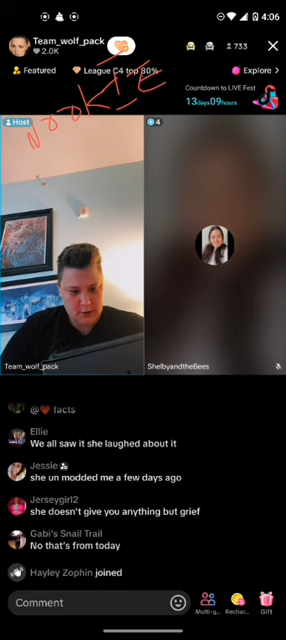 4:06
Team_wolf_pack
2.0K
733
Featured
League C4 top 80%
Explore >
NooKIE
Countdown to LIVE Fest
13days09hours
Host
4
Team_wolf_pack
ShelbyandtheBees
@❤️ facts
Ellie
We all saw it she laughed about it
Jessie
she un modded me a few days ago
Jerseygirl2
she doesn't give you anything but grief
Gabi's Snail Trail
No that's from today
Hayley Zophin joined
Comment
Multi-g...
Rechar...
Gift